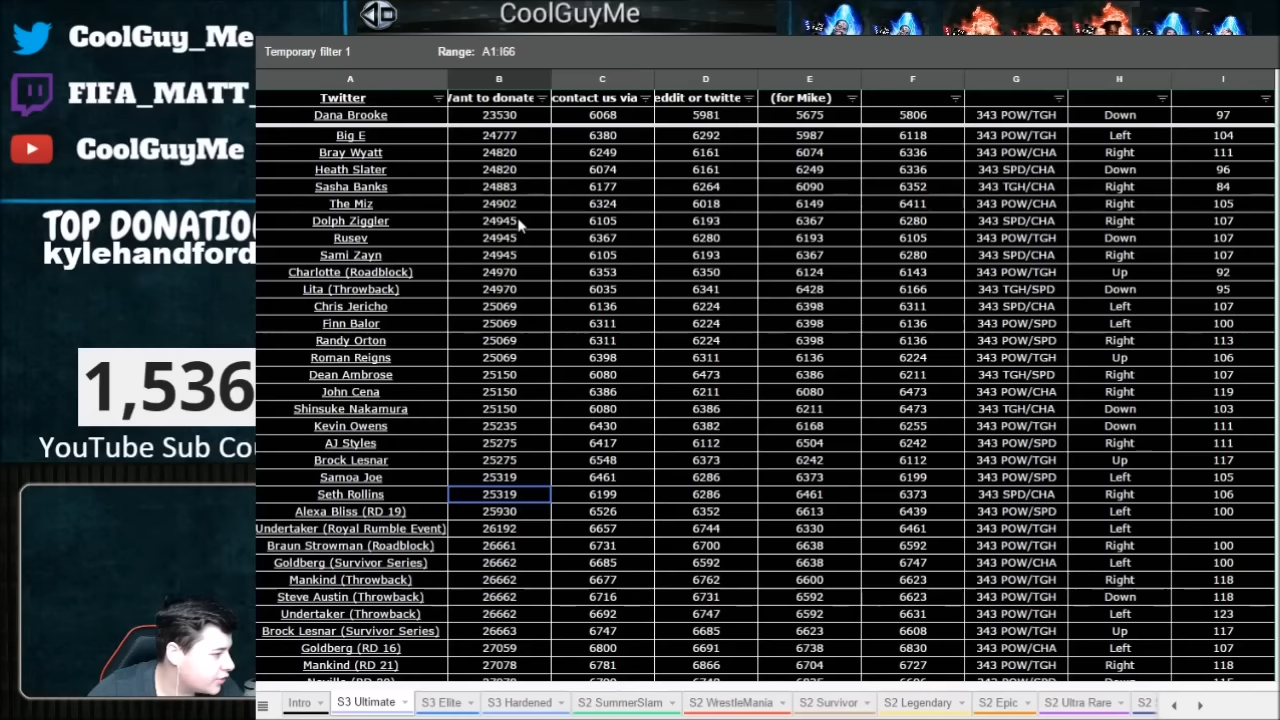 CoolGuyMe
CoolGuy_Me
FIFA_MATT_
CoolGuyMe
TOP DONATIO
kylehandford
1,536
YouTube Sub Co
Temporary filter 1 Range: A1:I66
A B C D E F G H I
Twitter Want to donate contact us via eddit or twitte (for Mike)
Dana Brooke 23530 6068 5981 5675 5806 343 POW/TGH Down 97
Big E 24777 6380 6292 5987 6118 343 POW/TGH Left 104
Bray Wyatt 24820 6249 6161 6074 6336 343 POW/CHA Right 111
Heath Slater 24820 6074 6161 6249 6336 343 SPD/CHA Down 96
Sasha Banks 24883 6177 6264 6090 6352 343 TGH/CHA Right 84
The Miz 24902 6324 6018 6149 6411 343 POW/CHA Right 105
Dolph Ziggler 24945 6105 6193 6367 6280 343 SPD/CHA Right 107
Rusev 24945 6367 6280 6193 6105 343 POW/TGH Down 107
Sami Zayn 24945 6105 6193 6367 6280 343 SPD/CHA Right 107
Charlotte (Roadblock) 24970 6353 6350 6124 6143 343 POW/TGH Up 92
Lita (Throwback) 24970 6035 6341 6428 6166 343 TGH/SPD Down 95
Chris Jericho 25069 6136 6224 6398 6311 343 SPD/CHA Left 107
Finn Balor 25069 6311 6224 6398 6136 343 POW/SPD Left 100
Randy Orton 25069 6311 6224 6398 6136 343 POW/SPD Right 113
Roman Reigns 25069 6398 6311 6136 6224 343 POW/TGH Up 106
Dean Ambrose 25150 6080 6473 6386 6211 343 TGH/SPD Right 107
John Cena 25150 6386 6211 6080 6473 343 POW/CHA Right 119
Shinsuke Nakamura 25150 6080 6386 6211 6473 343 TGH/CHA Down 103
Kevin Owens 25235 6430 6382 6168 6255 343 POW/TGH Down 111
AJ Styles 25275 6417 6112 6504 6242 343 POW/SPD Right 111
Brock Lesnar 25275 6548 6373 6242 6112 343 POW/TGH Up 117
Samoa Joe 25319 6461 6286 6373 6199 343 POW/SPD Left 105
Seth Rollins 25319 6199 6286 6461 6373 343 SPD/CHA Right 106
Alexa Bliss (RD 19) 25930 6526 6352 6613 6439 343 POW/SPD Left 100
Undertaker (Royal Rumble Event) 26192 6657 6744 6330 6461 343 POW/TGH Left
Braun Strowman (Roadblock) 26661 6731 6700 6638 6592 343 POW/TGH Right 100
Goldberg (Survivor Series) 26662 6685 6592 6638 6747 343 POW/CHA Left 100
Mankind (Throwback) 26662 6677 6762 6600 6623 343 POW/TGH Right 118
Steve Austin (Throwback) 26662 6716 6731 6592 6623 343 POW/TGH Down 118
Undertaker (Throwback) 26662 6692 6747 6592 6631 343 POW/TGH Left 123
Brock Lesnar (Survivor Series) 26663 6747 6685 6623 6608 343 POW/TGH Up 117
Goldberg (RD 16) 27059 6800 6691 6738 6830 343 POW/CHA Left 107
Mankind (RD 21) 27078 6781 6866 6704 6727 343 POW/TGH Right 118
Intro S3 Ultimate S3 Elite S3 Hardened S2 SummerSlam S2 WrestleMania S2 Survivor S2 Legendary S2 Epic S2 Ultra Rare S2